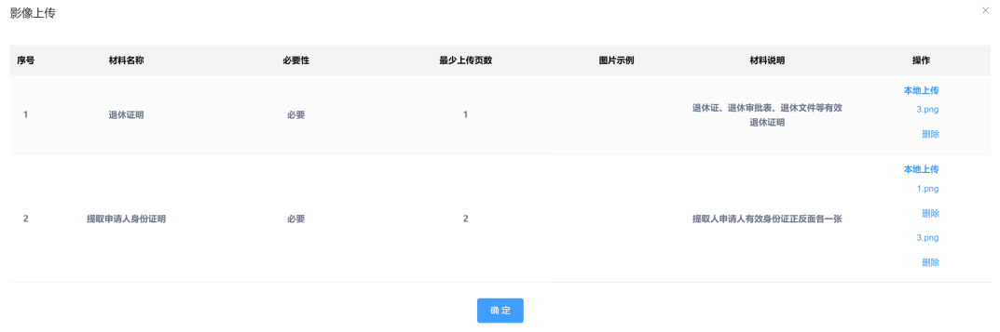 影像上传
×
序号 材料名称 必要性 最少上传页数 图片示例 材料说明 操作
1 退休证明 必要 1 退休证、退休审批表、退休文件等有效
退休证明
本地上传
3.png
删除
2 提取申请人身份证明 必要 2 提取人申请人有效身份证正反面各一张
本地上传
1.png
删除
3.png
删除
确 定